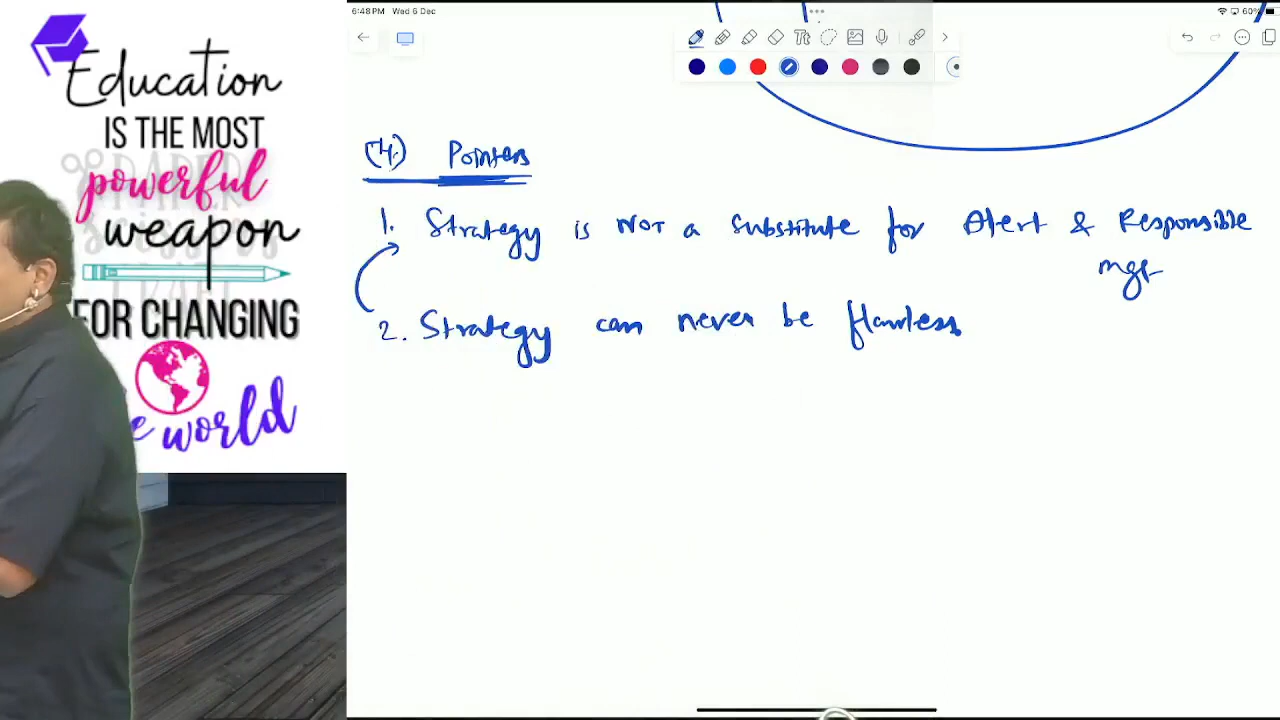 6:48 PM Wed 6 Dec
60%
Education
IS THE MOST
powerful
weapon
FOR CHANGING
world
(4) Pointers
1. Strategy is NOT a substitute for Alert & Responsible
mgt
2. Strategy can never be flawless